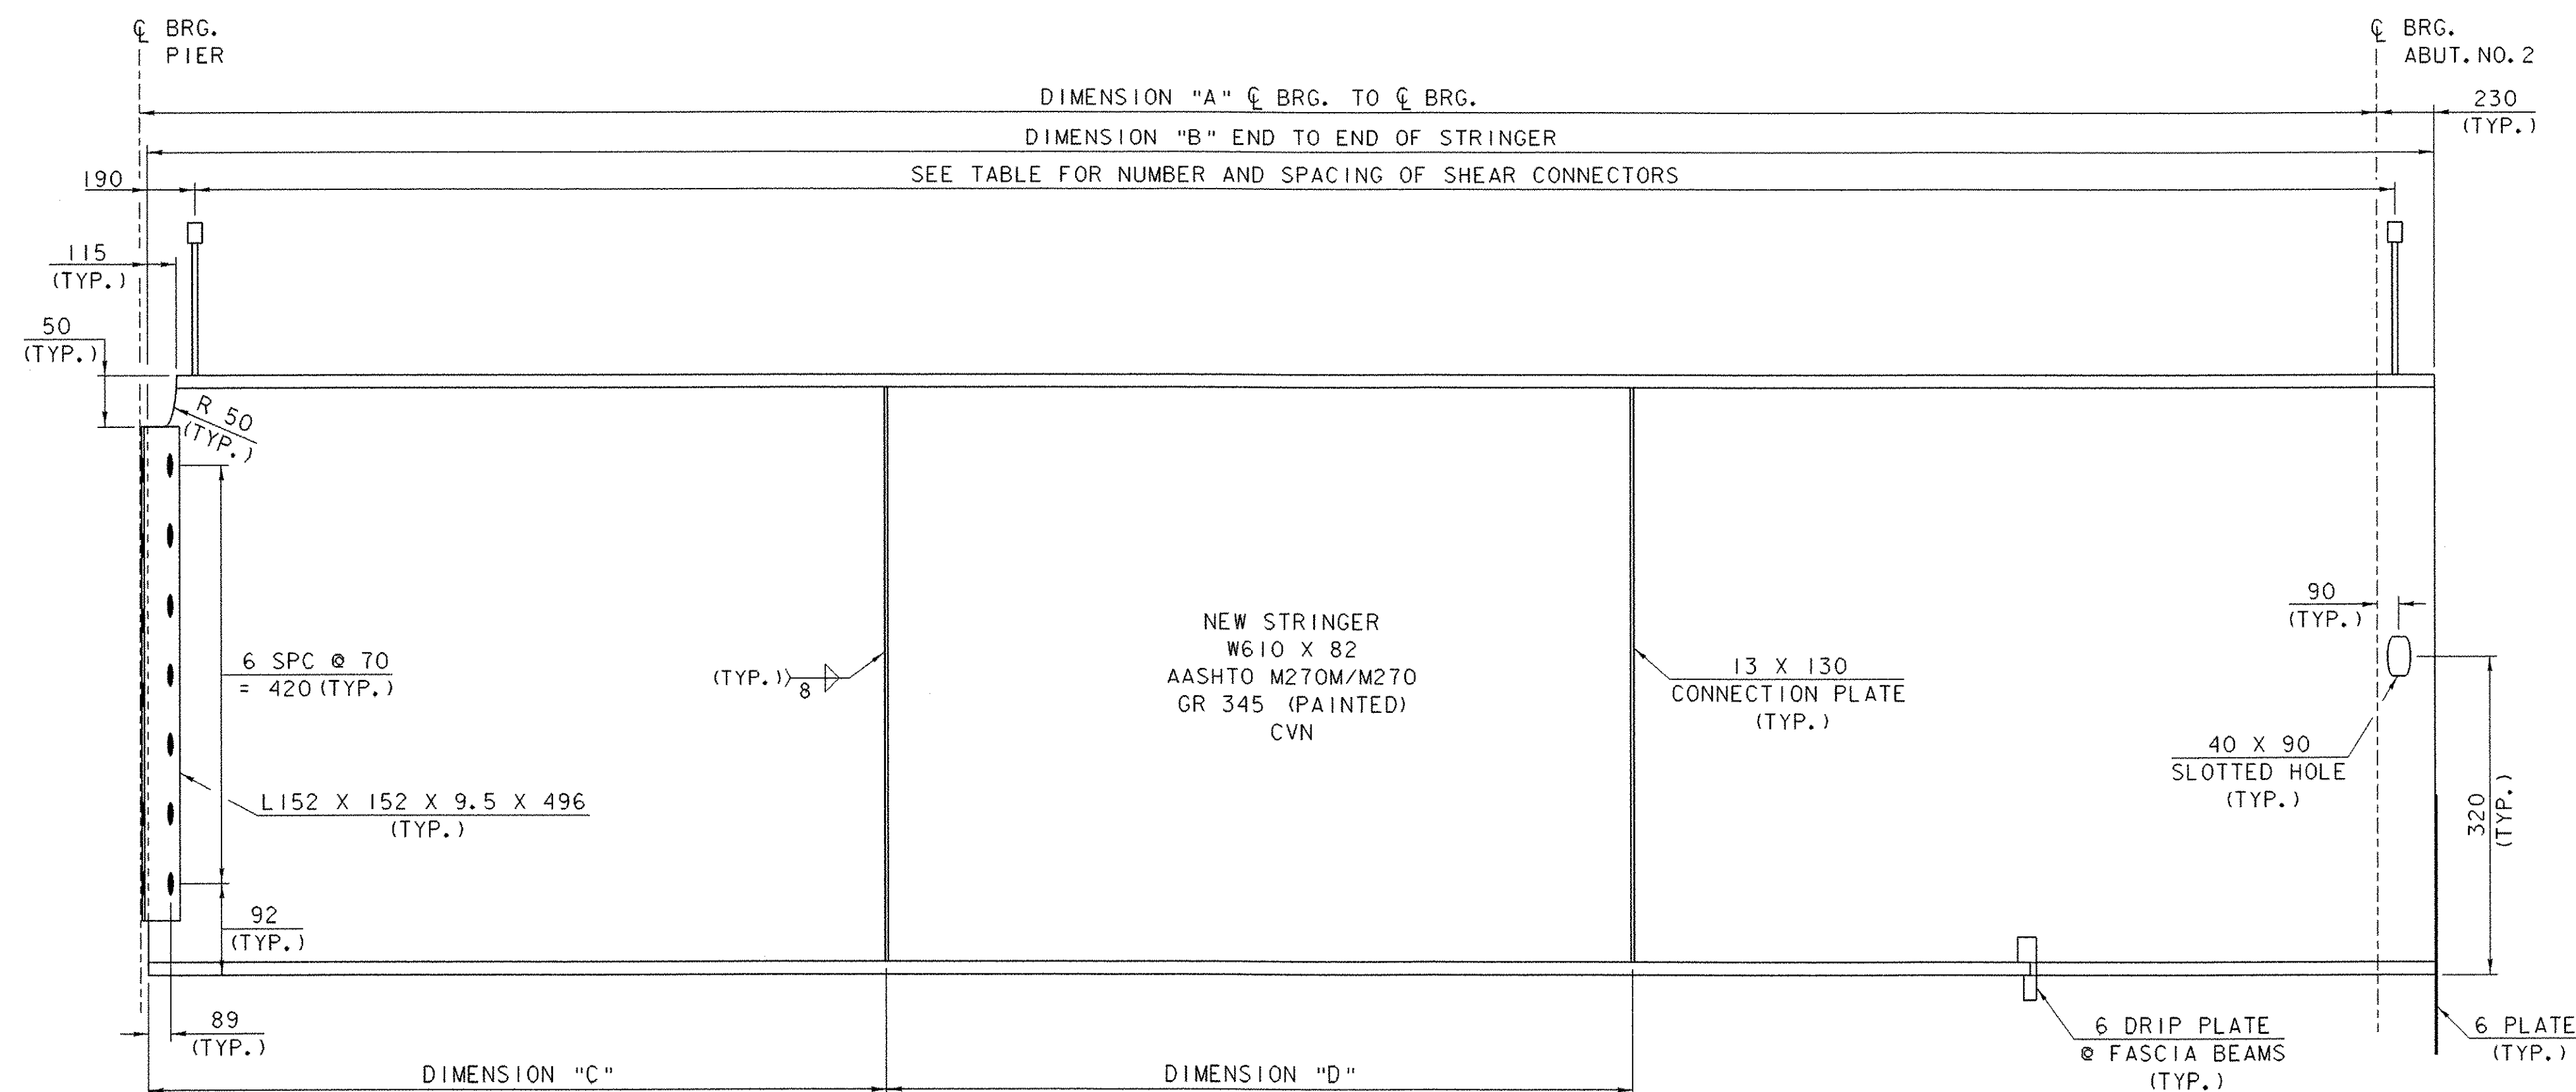 ℄ BRG.
PIER
℄ BRG.
ABUT. NO. 2
DIMENSION "A" ℄ BRG. TO ℄ BRG.
230
(TYP.)
DIMENSION "B" END TO END OF STRINGER
190
SEE TABLE FOR NUMBER AND SPACING OF SHEAR CONNECTORS
115
(TYP.)
50
(TYP.)
R 50
(TYP.)
6 SPC @ 70
= 420 (TYP.)
(TYP.)
8
NEW STRINGER
W610 X 82
AASHTO M270M/M270
GR 345 (PAINTED)
CVN
13 X 130
CONNECTION PLATE
(TYP.)
90
(TYP.)
40 X 90
SLOTTED HOLE
(TYP.)
320
(TYP.)
L152 X 152 X 9.5 X 496
(TYP.)
92
(TYP.)
89
(TYP.)
6 DRIP PLATE
@ FASCIA BEAMS
(TYP.)
6 PLATE
(TYP.)
DIMENSION "C"
DIMENSION "D"